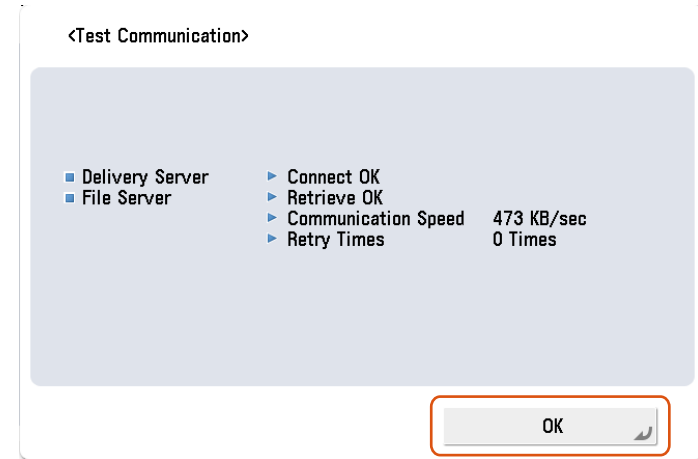 <Test Communication>
Delivery Server Connect OK
File Server Retrieve OK
Communication Speed 473 KB/sec
Retry Times 0 Times
OK